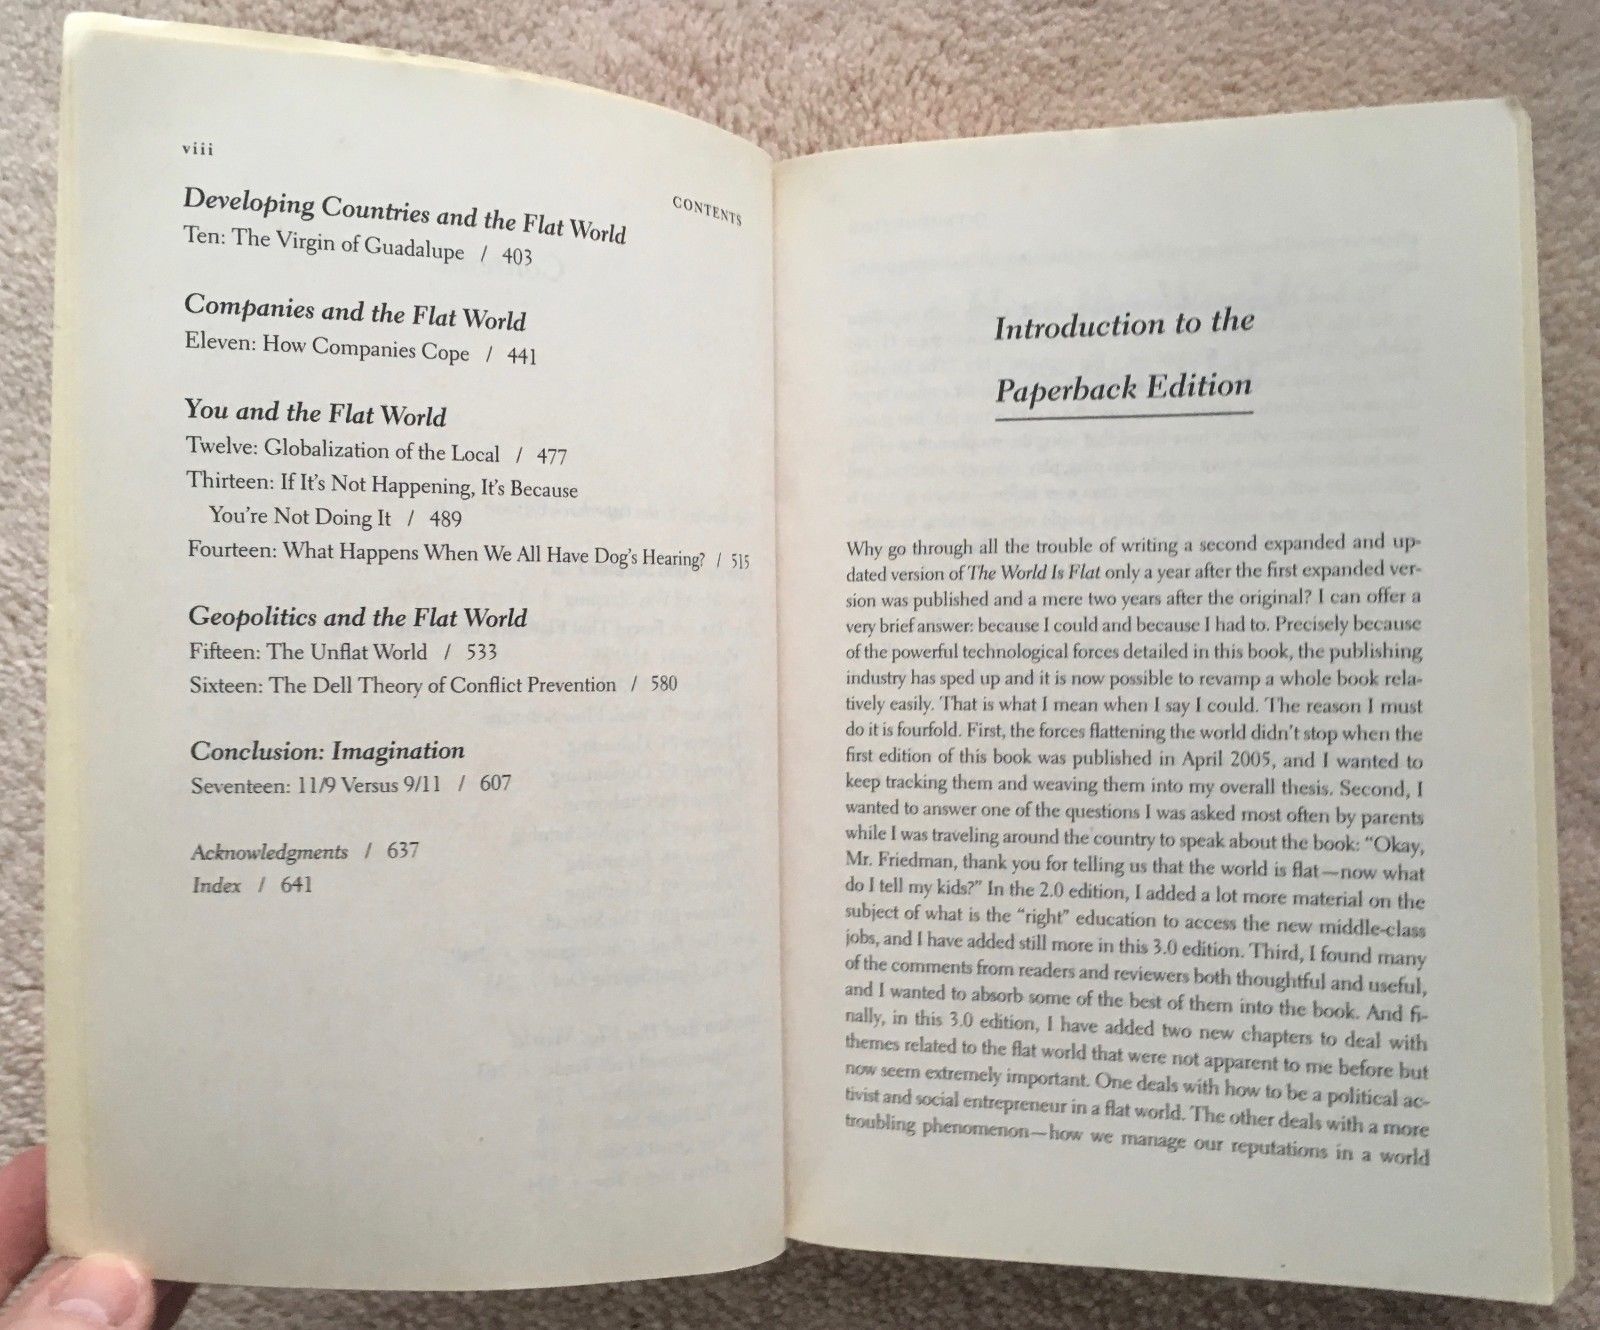 viii
CONTENTS
Developing Countries and the Flat World
Ten: The Virgin of Guadalupe / 403
Companies and the Flat World
Eleven: How Companies Cope / 441
You and the Flat World
Twelve: Globalization of the Local / 477
Thirteen: If It's Not Happening, It's Because
You're Not Doing It / 489
Fourteen: What Happens When We All Have Dog's Hearing? / 515
Geopolitics and the Flat World
Fifteen: The Unflat World / 533
Sixteen: The Dell Theory of Conflict Prevention / 580
Conclusion: Imagination
Seventeen: 11/9 Versus 9/11 / 607
Acknowledgments / 637
Index / 641
Introduction to the
Paperback Edition
Why go through all the trouble of writing a second expanded and up-
dated version of The World Is Flat only a year after the first expanded ver-
sion was published and a mere two years after the original? I can offer a
very brief answer: because I could and because I had to. Precisely because
of the powerful technological forces detailed in this book, the publishing
industry has sped up and it is now possible to revamp a whole book rela-
tively easily. That is what I mean when I say I could. The reason I must
do it is fourfold. First, the forces flattening the world didn't stop when the
first edition of this book was published in April 2005, and I wanted to
keep tracking them and weaving them into my overall thesis. Second, I
wanted to answer one of the questions I was asked most often by parents
while I was traveling around the country to speak about the book: "Okay,
Mr. Friedman, thank you for telling us that the world is flat—now what
do I tell my kids?" In the 2.0 edition, I added a lot more material on the
subject of what is the "right" education to access the new middle-class
jobs, and I have added still more in this 3.0 edition. Third, I found many
of the comments from readers and reviewers both thoughtful and useful,
and I wanted to absorb some of the best of them into the book. And fi-
nally, in this 3.0 edition, I have added two new chapters to deal with
themes related to the flat world that were not apparent to me before but
now seem extremely important. One deals with how to be a political ac-
tivist and social entrepreneur in a flat world. The other deals with a more
troubling phenomenon—how we manage our reputations in a world